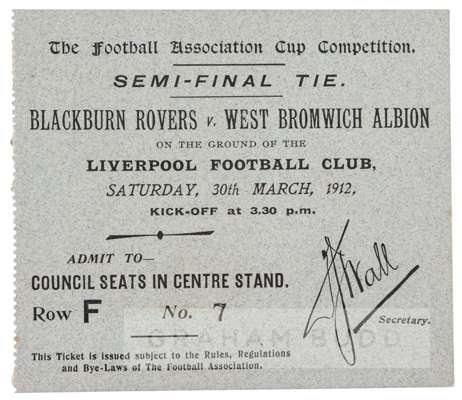 The Football Association Cup Competition.
SEMI-FINAL TIE.
BLACKBURN ROVERS v. WEST BROMWICH ALBION
ON THE GROUND OF THE
LIVERPOOL FOOTBALL CLUB,
SATURDAY, 30th MARCH, 1912,
KICK-OFF at 3.30 p.m.
ADMIT TO—
COUNCIL SEATS IN CENTRE STAND.
Row F No. 7
FJWall
Secretary.
GRAHAM BUDD
This Ticket is issued subject to the Rules, Regulations
and Bye-Laws of The Football Association.